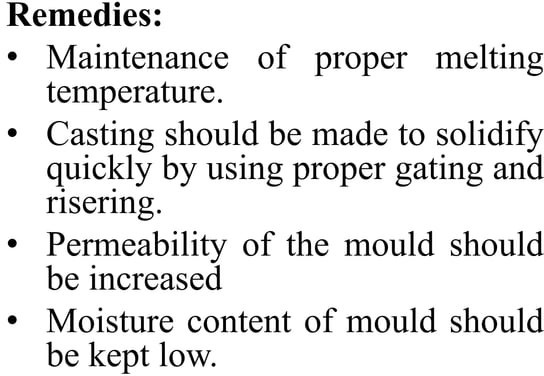 Remedies:
• Maintenance of proper melting
temperature.
• Casting should be made to solidify
quickly by using proper gating and
risering.
• Permeability of the mould should
be increased
• Moisture content of mould should
be kept low.